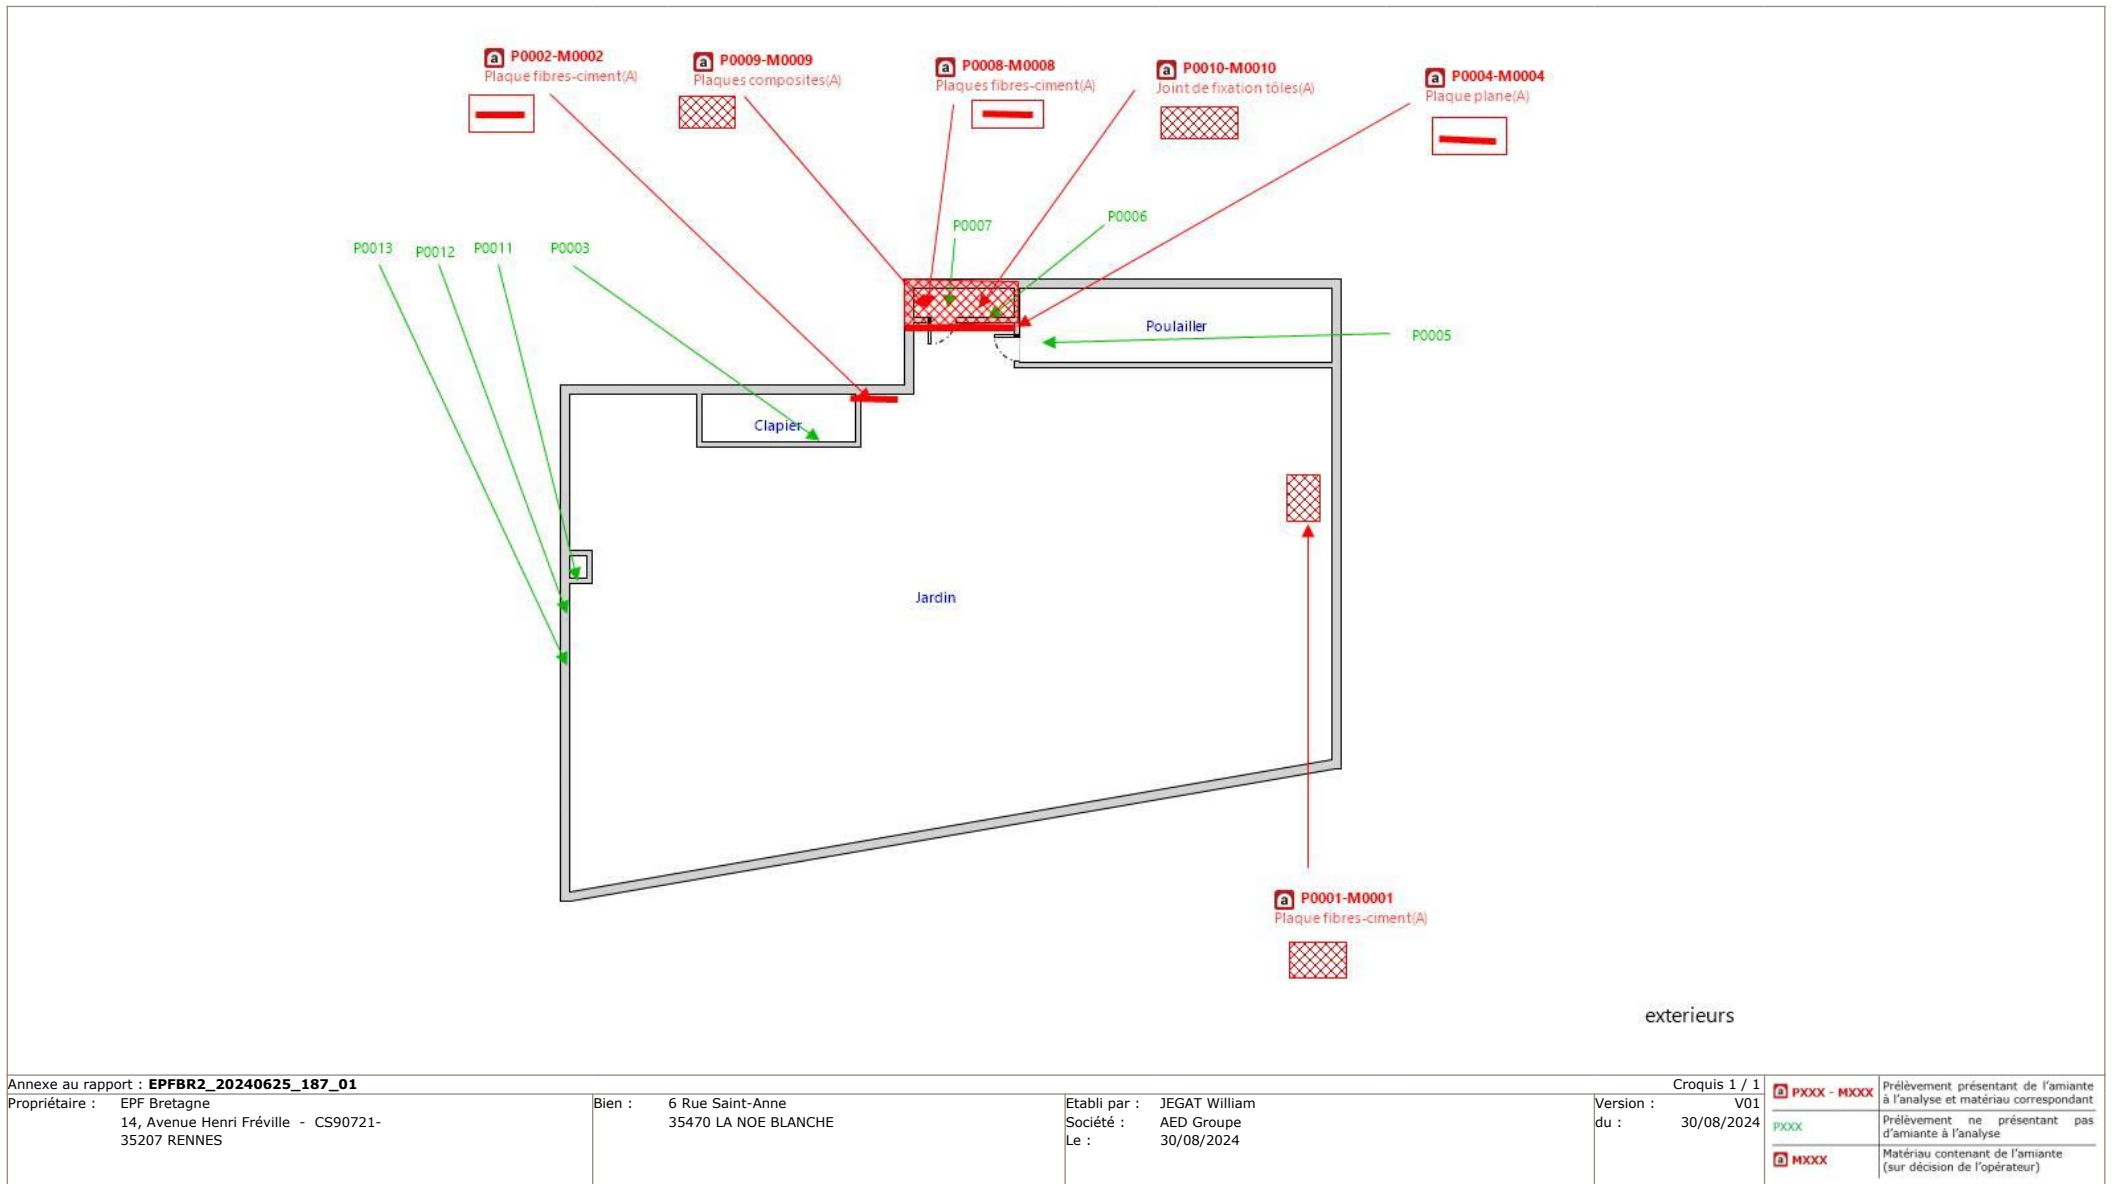 a P0002-M0002
Plaque fibres-ciment(A)
a P0009-M0009
Plaques composites(A)
a P0008-M0008
Plaques fibres-ciment(A)
a P0010-M0010
Joint de fixation tôles(A)
a P0004-M0004
Plaque plane(A)
P0013
P0012
P0011
P0003
P0007
P0006
Poulailler
P0005
Clapier
Jardin
a P0001-M0001
Plaque fibres-ciment(A)
exterieurs
Annexe au rapport : EPFBR2_20240625_187_01
Croquis 1 / 1
Propriétaire : EPF Bretagne
14, Avenue Henri Fréville - CS90721-
35207 RENNES
Bien : 6 Rue Saint-Anne
35470 LA NOE BLANCHE
Etabli par : JEGAT William
Société : AED Groupe
Le : 30/08/2024
Version : V01
du : 30/08/2024
a PXXX - MXXX Prélèvement présentant de l'amiante
à l'analyse et matériau correspondant
PXXX Prélèvement ne présentant pas
d'amiante à l'analyse
a MXXX Matériau contenant de l'amiante
(sur décision de l'opérateur)